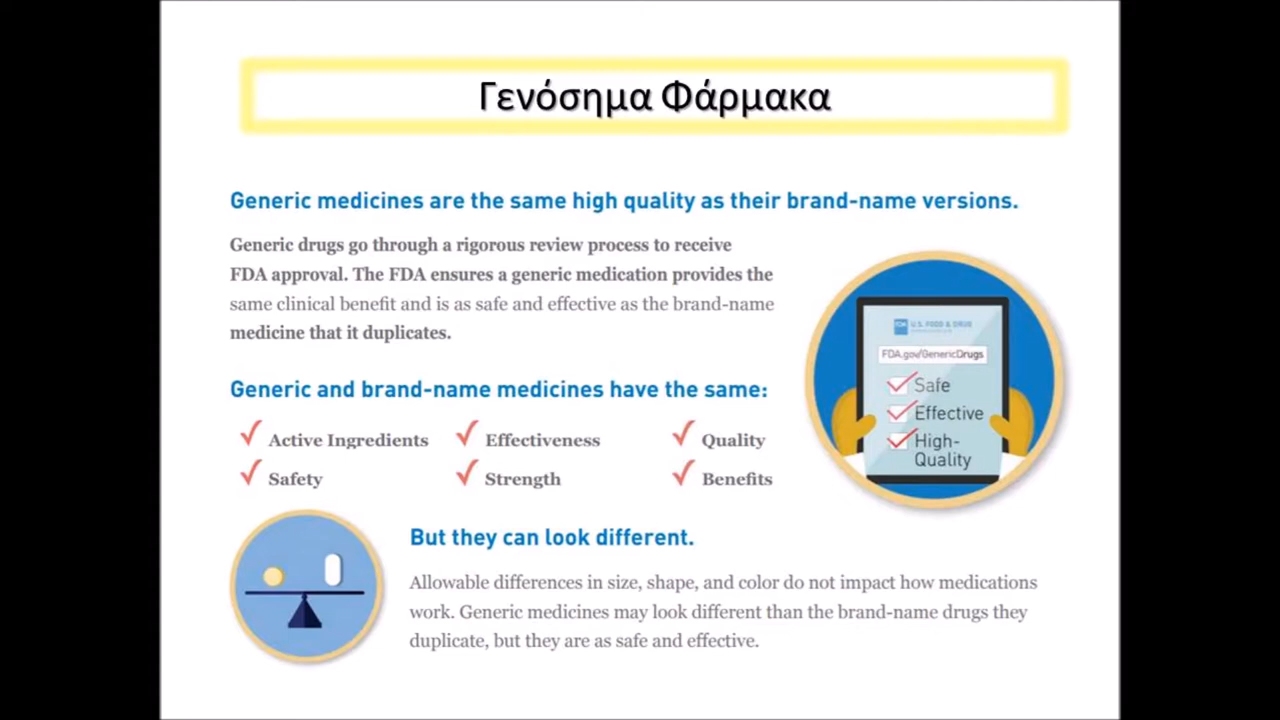 Γενόσημα Φάρμακα
Generic medicines are the same high quality as their brand-name versions.
Generic drugs go through a rigorous review process to receive
FDA approval. The FDA ensures a generic medication provides the
same clinical benefit and is as safe and effective as the brand-name
medicine that it duplicates.
Generic and brand-name medicines have the same:
Active Ingredients Effectiveness Quality
Safety Strength Benefits
U.S. FOOD & DRUG
FDA.gov/GenericDrugs
Safe
Effective
High-
Quality
But they can look different.
Allowable differences in size, shape, and color do not impact how medications
work. Generic medicines may look different than the brand-name drugs they
duplicate, but they are as safe and effective.